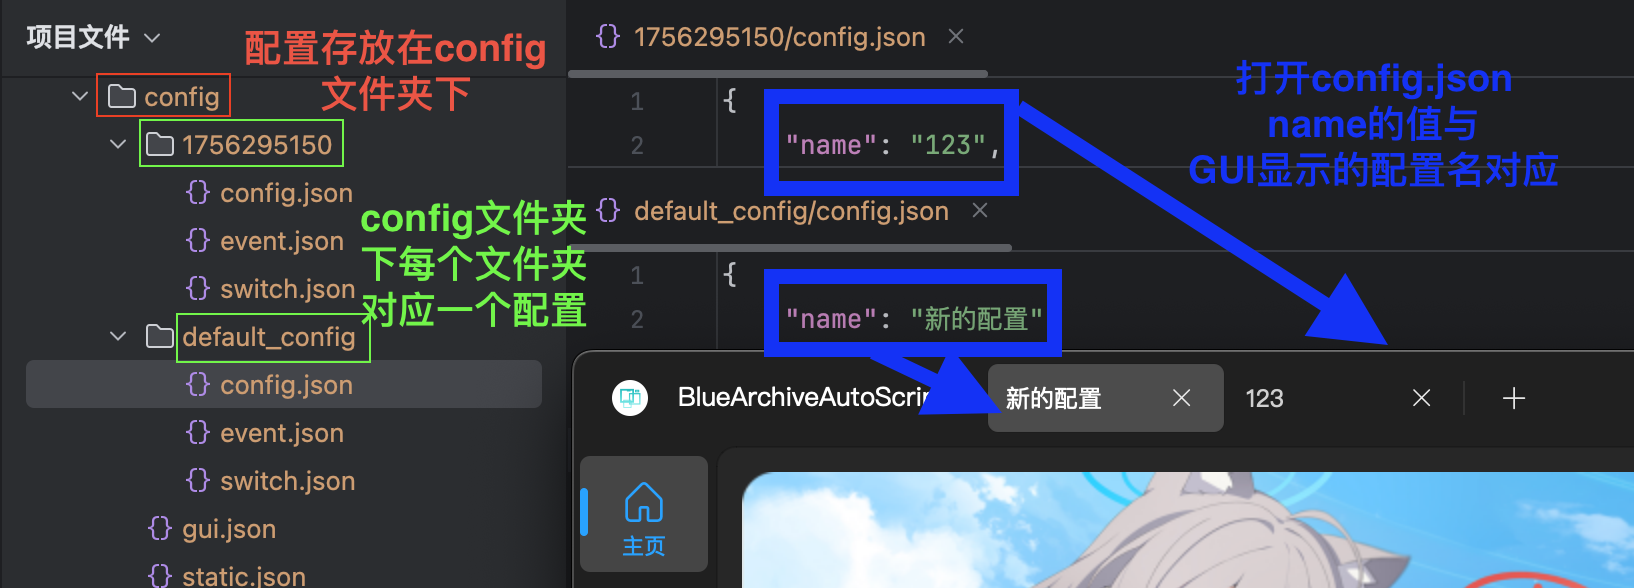 项目文件
配置存放在config
文件夹下
config
1756295150
config.json
event.json
switch.json
config文件夹
下每个文件夹
对应一个配置
default_config
config.json
event.json
switch.json
gui.json
static.json
1756295150/config.json
1 {
2 "name": "123",
打开config.json
name的值与
GUI显示的配置名对应
default_config/config.json
1 {
2 "name": "新的配置"
BlueArchiveAutoScrip
新的配置
123
主页